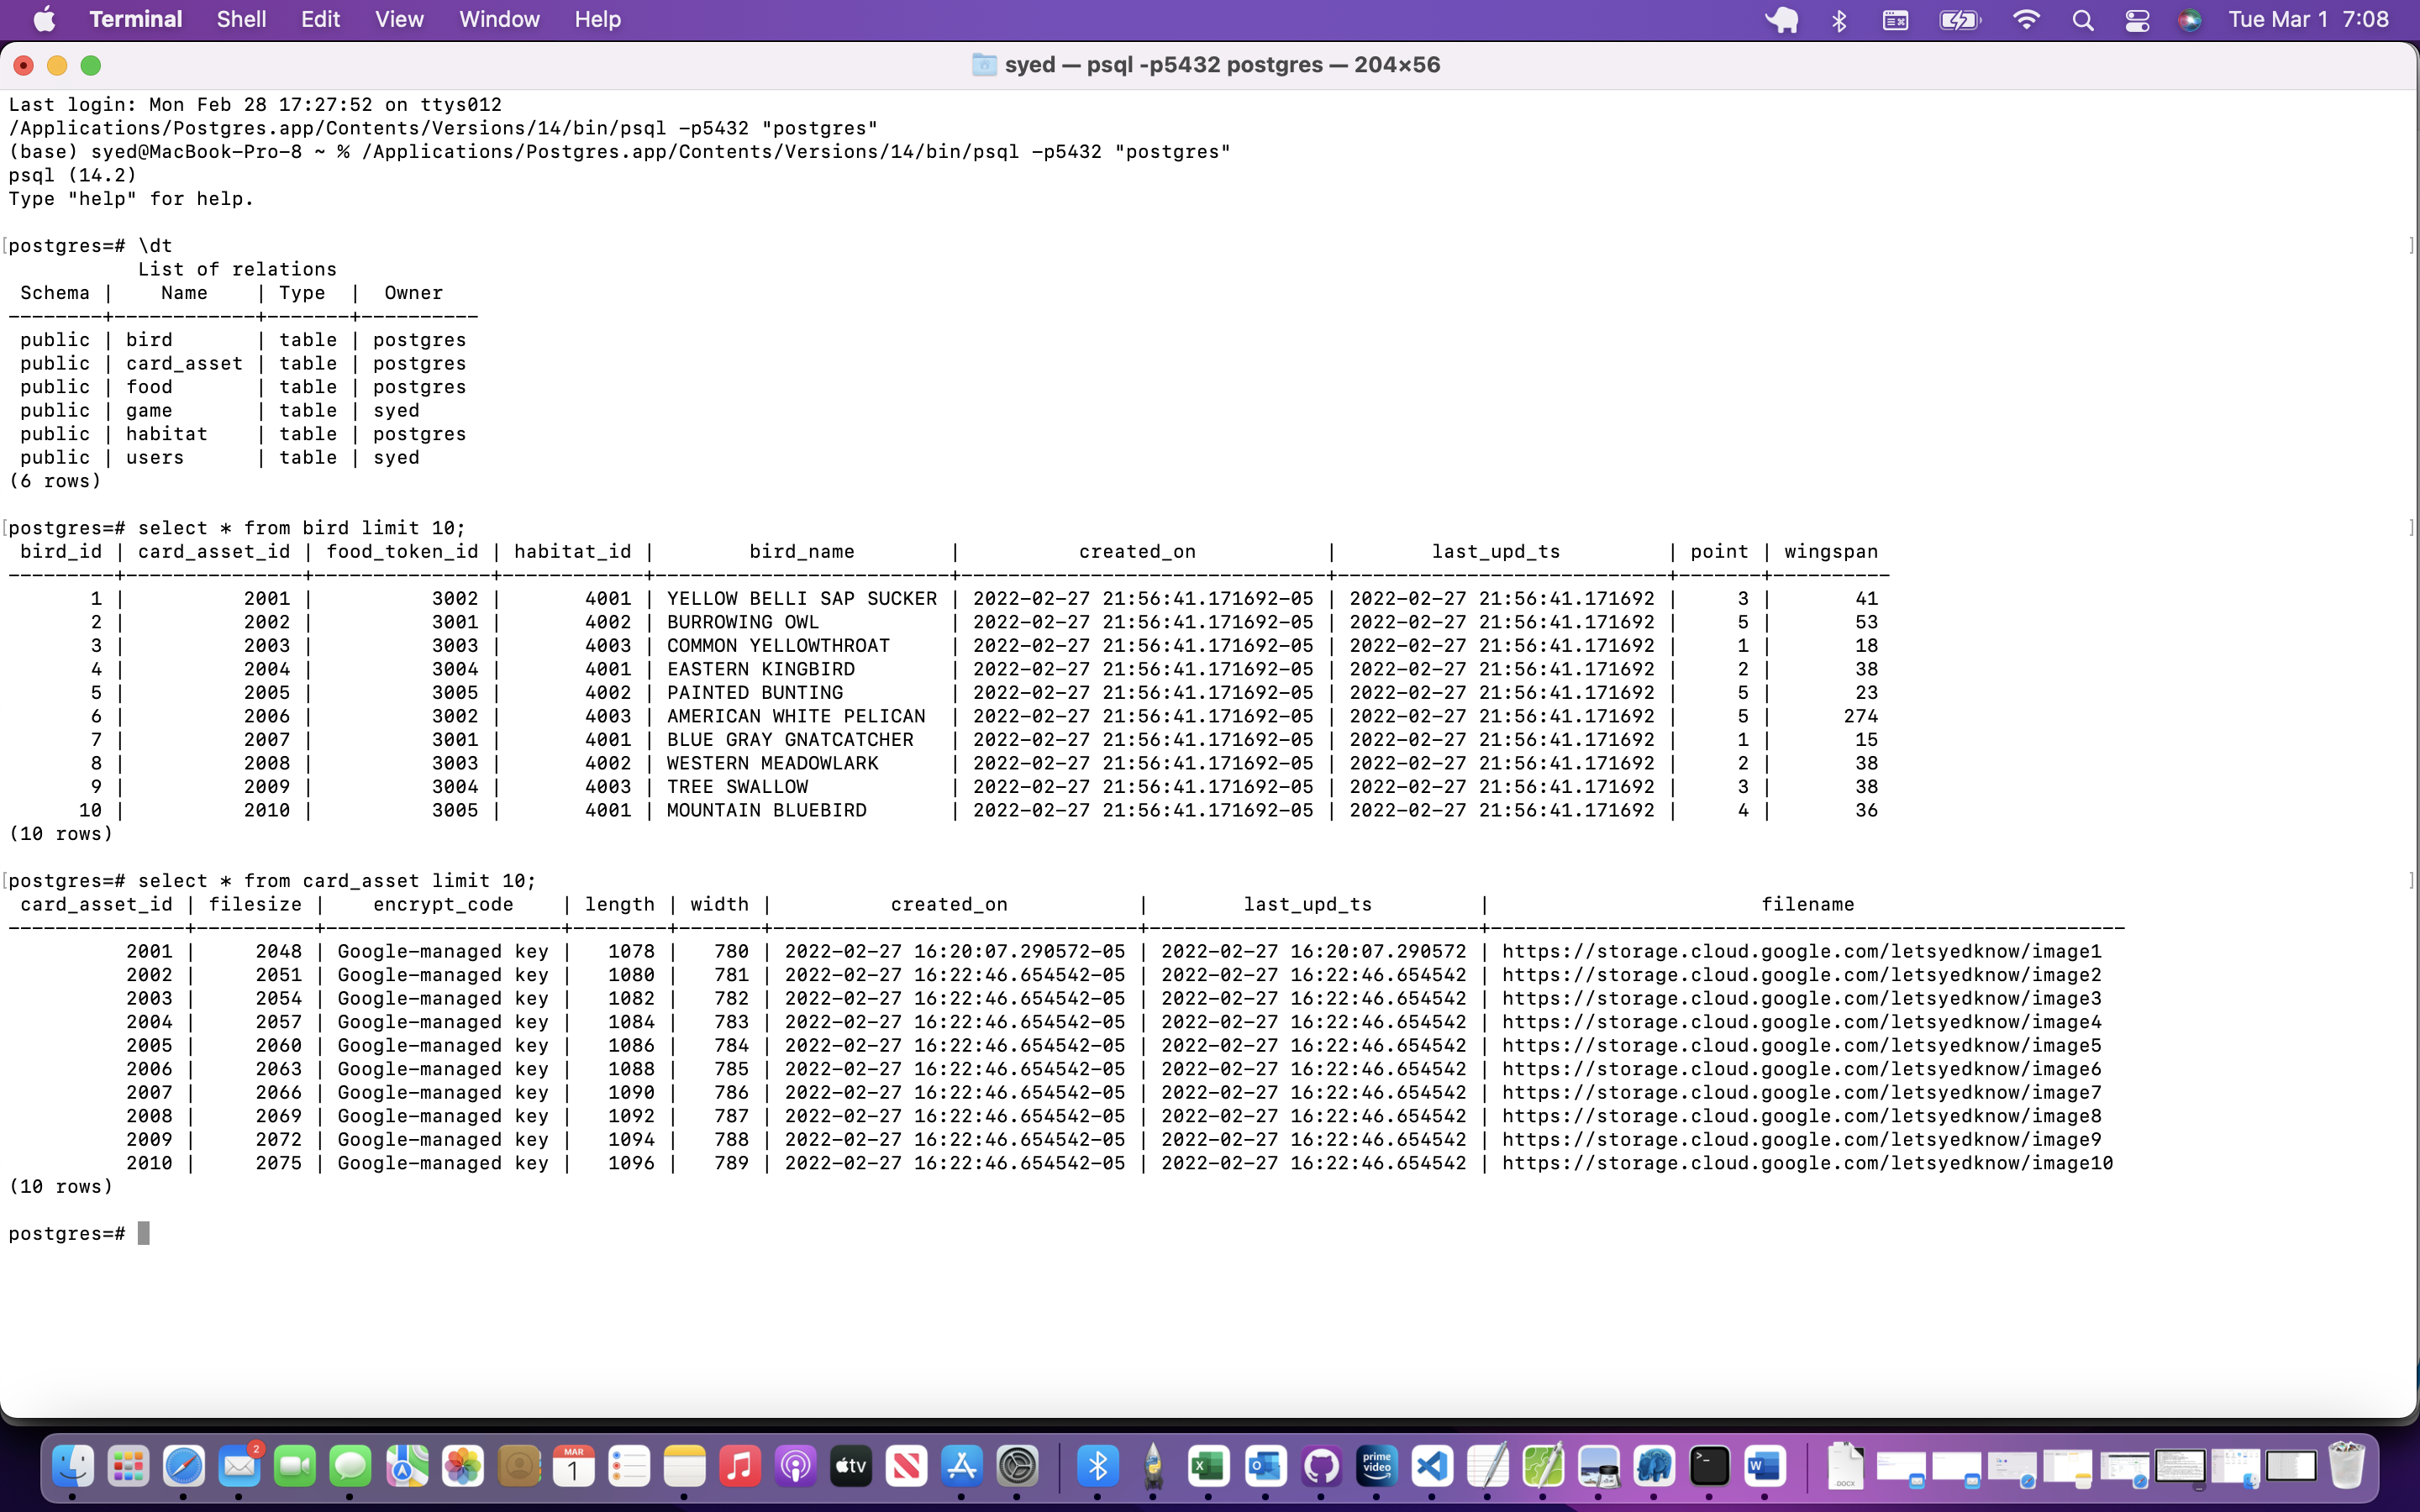 Terminal Shell Edit View Window Help Tue Mar 1 7:08
syed — psql -p5432 postgres — 204×56
Last login: Mon Feb 28 17:27:52 on ttys012
/Applications/Postgres.app/Contents/Versions/14/bin/psql -p5432 "postgres"
(base) syed@MacBook-Pro-8 ~ % /Applications/Postgres.app/Contents/Versions/14/bin/psql -p5432 "postgres"
psql (14.2)
Type "help" for help.
[postgres=# \dt ]
List of relations
Schema | Name | Type | Owner
--------+------------+-------+----------
public | bird | table | postgres
public | card_asset | table | postgres
public | food | table | postgres
public | game | table | syed
public | habitat | table | postgres
public | users | table | syed
(6 rows)
[postgres=# select * from bird limit 10; ]
bird_id | card_asset_id | food_token_id | habitat_id | bird_name | created_on | last_upd_ts | point | wingspan
---------+---------------+---------------+------------+-------------------------+-------------------------------+----------------------------+-------+----------
1 | 2001 | 3002 | 4001 | YELLOW BELLI SAP SUCKER | 2022-02-27 21:56:41.171692-05 | 2022-02-27 21:56:41.171692 | 3 | 41
2 | 2002 | 3001 | 4002 | BURROWING OWL | 2022-02-27 21:56:41.171692-05 | 2022-02-27 21:56:41.171692 | 5 | 53
3 | 2003 | 3003 | 4003 | COMMON YELLOWTHROAT | 2022-02-27 21:56:41.171692-05 | 2022-02-27 21:56:41.171692 | 1 | 18
4 | 2004 | 3004 | 4001 | EASTERN KINGBIRD | 2022-02-27 21:56:41.171692-05 | 2022-02-27 21:56:41.171692 | 2 | 38
5 | 2005 | 3005 | 4002 | PAINTED BUNTING | 2022-02-27 21:56:41.171692-05 | 2022-02-27 21:56:41.171692 | 5 | 23
6 | 2006 | 3002 | 4003 | AMERICAN WHITE PELICAN | 2022-02-27 21:56:41.171692-05 | 2022-02-27 21:56:41.171692 | 5 | 274
7 | 2007 | 3001 | 4001 | BLUE GRAY GNATCATCHER | 2022-02-27 21:56:41.171692-05 | 2022-02-27 21:56:41.171692 | 1 | 15
8 | 2008 | 3003 | 4002 | WESTERN MEADOWLARK | 2022-02-27 21:56:41.171692-05 | 2022-02-27 21:56:41.171692 | 2 | 38
9 | 2009 | 3004 | 4003 | TREE SWALLOW | 2022-02-27 21:56:41.171692-05 | 2022-02-27 21:56:41.171692 | 3 | 38
10 | 2010 | 3005 | 4001 | MOUNTAIN BLUEBIRD | 2022-02-27 21:56:41.171692-05 | 2022-02-27 21:56:41.171692 | 4 | 36
(10 rows)
[postgres=# select * from card_asset limit 10; ]
card_asset_id | filesize | encrypt_code | length | width | created_on | last_upd_ts | filename
---------------+----------+--------------------+--------+-------+-------------------------------+----------------------------+------------------------------------------------------
2001 | 2048 | Google-managed key | 1078 | 780 | 2022-02-27 16:20:07.290572-05 | 2022-02-27 16:20:07.290572 | https://storage.cloud.google.com/letsyedknow/image1
2002 | 2051 | Google-managed key | 1080 | 781 | 2022-02-27 16:22:46.654542-05 | 2022-02-27 16:22:46.654542 | https://storage.cloud.google.com/letsyedknow/image2
2003 | 2054 | Google-managed key | 1082 | 782 | 2022-02-27 16:22:46.654542-05 | 2022-02-27 16:22:46.654542 | https://storage.cloud.google.com/letsyedknow/image3
2004 | 2057 | Google-managed key | 1084 | 783 | 2022-02-27 16:22:46.654542-05 | 2022-02-27 16:22:46.654542 | https://storage.cloud.google.com/letsyedknow/image4
2005 | 2060 | Google-managed key | 1086 | 784 | 2022-02-27 16:22:46.654542-05 | 2022-02-27 16:22:46.654542 | https://storage.cloud.google.com/letsyedknow/image5
2006 | 2063 | Google-managed key | 1088 | 785 | 2022-02-27 16:22:46.654542-05 | 2022-02-27 16:22:46.654542 | https://storage.cloud.google.com/letsyedknow/image6
2007 | 2066 | Google-managed key | 1090 | 786 | 2022-02-27 16:22:46.654542-05 | 2022-02-27 16:22:46.654542 | https://storage.cloud.google.com/letsyedknow/image7
2008 | 2069 | Google-managed key | 1092 | 787 | 2022-02-27 16:22:46.654542-05 | 2022-02-27 16:22:46.654542 | https://storage.cloud.google.com/letsyedknow/image8
2009 | 2072 | Google-managed key | 1094 | 788 | 2022-02-27 16:22:46.654542-05 | 2022-02-27 16:22:46.654542 | https://storage.cloud.google.com/letsyedknow/image9
2010 | 2075 | Google-managed key | 1096 | 789 | 2022-02-27 16:22:46.654542-05 | 2022-02-27 16:22:46.654542 | https://storage.cloud.google.com/letsyedknow/image10
(10 rows)
postgres=#
2 MAR 1 tv prime video DOCX